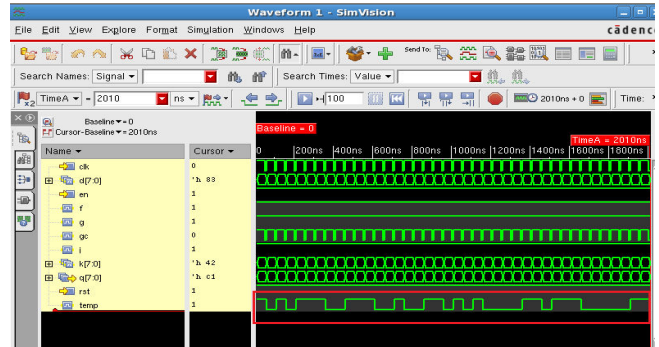 Waveform 1 - SimVision
File Edit View Explore Format Simulation Windows Help cādenc
Send To:
Search Names: Signal Search Times: Value
TimeA = 2010 ns 100 2010ns + 0 Time:
Baseline = 0
Cursor-Baseline = 2010ns
Baseline = 0
TimeA = 2010ns
Name Cursor 0 200ns 400ns 600ns 800ns 1000ns 1200ns 1400ns 1600ns 1800ns
clk 0
d[7:0] 'h 83
en 1
f 1
g 1
gc 0
i 1
k[7:0] 'h 42
q[7:0] 'h c1
rst 1
temp 1